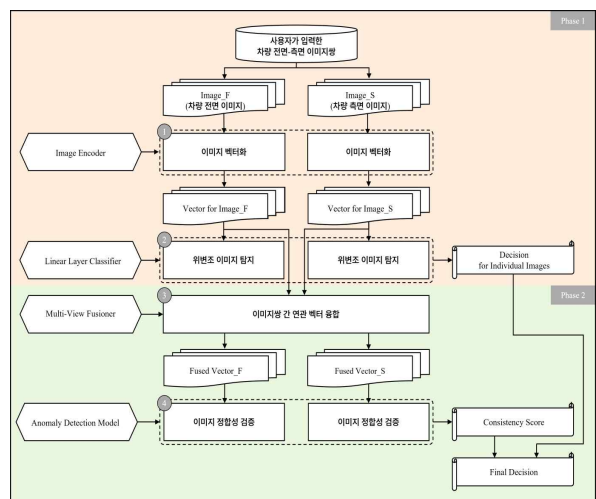 Phase 1
사용자가 입력한
차량 전면-측면 이미지쌍
Image_F
(차량 전면 이미지)
Image_S
(차량 측면 이미지)
1
Image Encoder
이미지 벡터화
이미지 벡터화
Vector for Image_F
Vector for Image_S
2
Linear Layer Classifier
위변조 이미지 탐지
위변조 이미지 탐지
Decision
for Individual Images
Phase 2
3
Multi-View Fusioner
이미지쌍 간 연관 벡터 융합
Fused Vector_F
Fused Vector_S
4
Anomaly Detection Model
이미지 정합성 검증
이미지 정합성 검증
Consistency Score
Final Decision